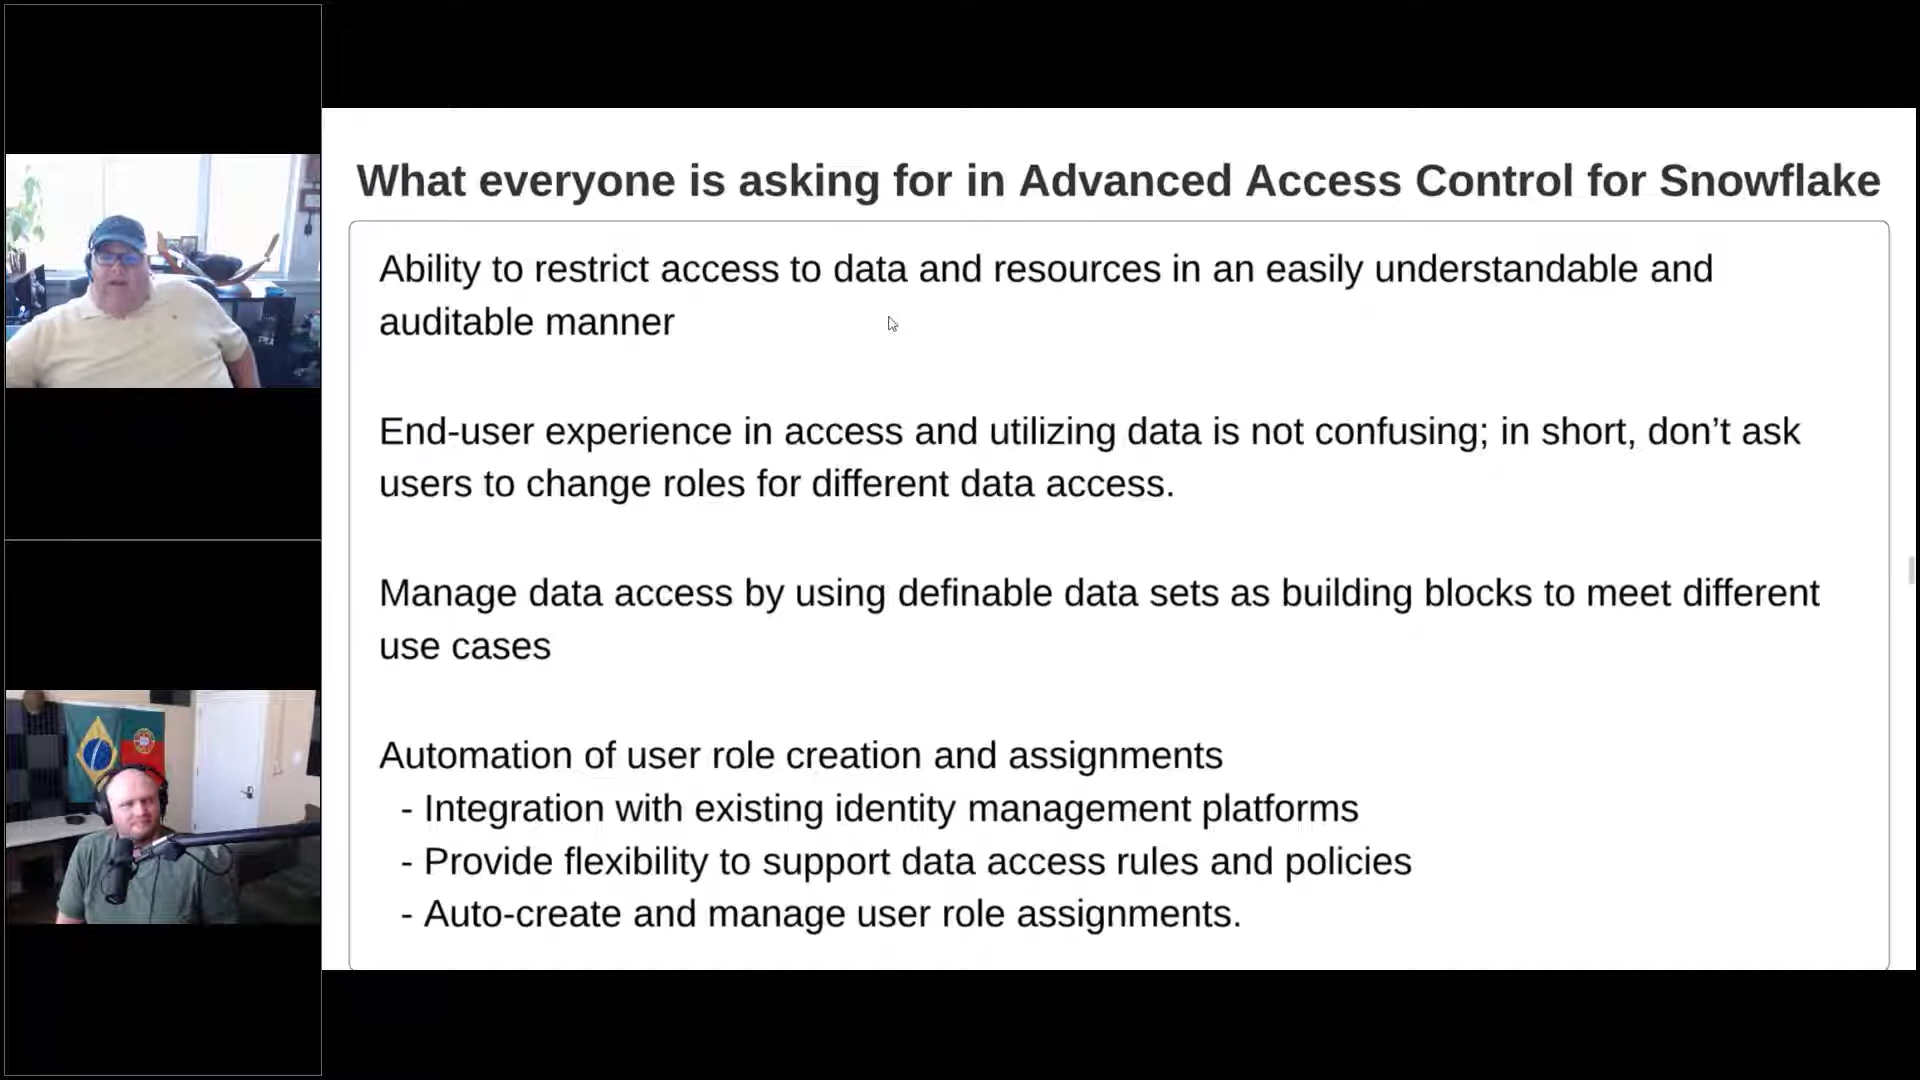 What everyone is asking for in Advanced Access Control for Snowflake
Ability to restrict access to data and resources in an easily understandable and
auditable manner
End-user experience in access and utilizing data is not confusing; in short, don’t ask
users to change roles for different data access.
Manage data access by using definable data sets as building blocks to meet different
use cases
Automation of user role creation and assignments
- Integration with existing identity management platforms
- Provide flexibility to support data access rules and policies
- Auto-create and manage user role assignments.